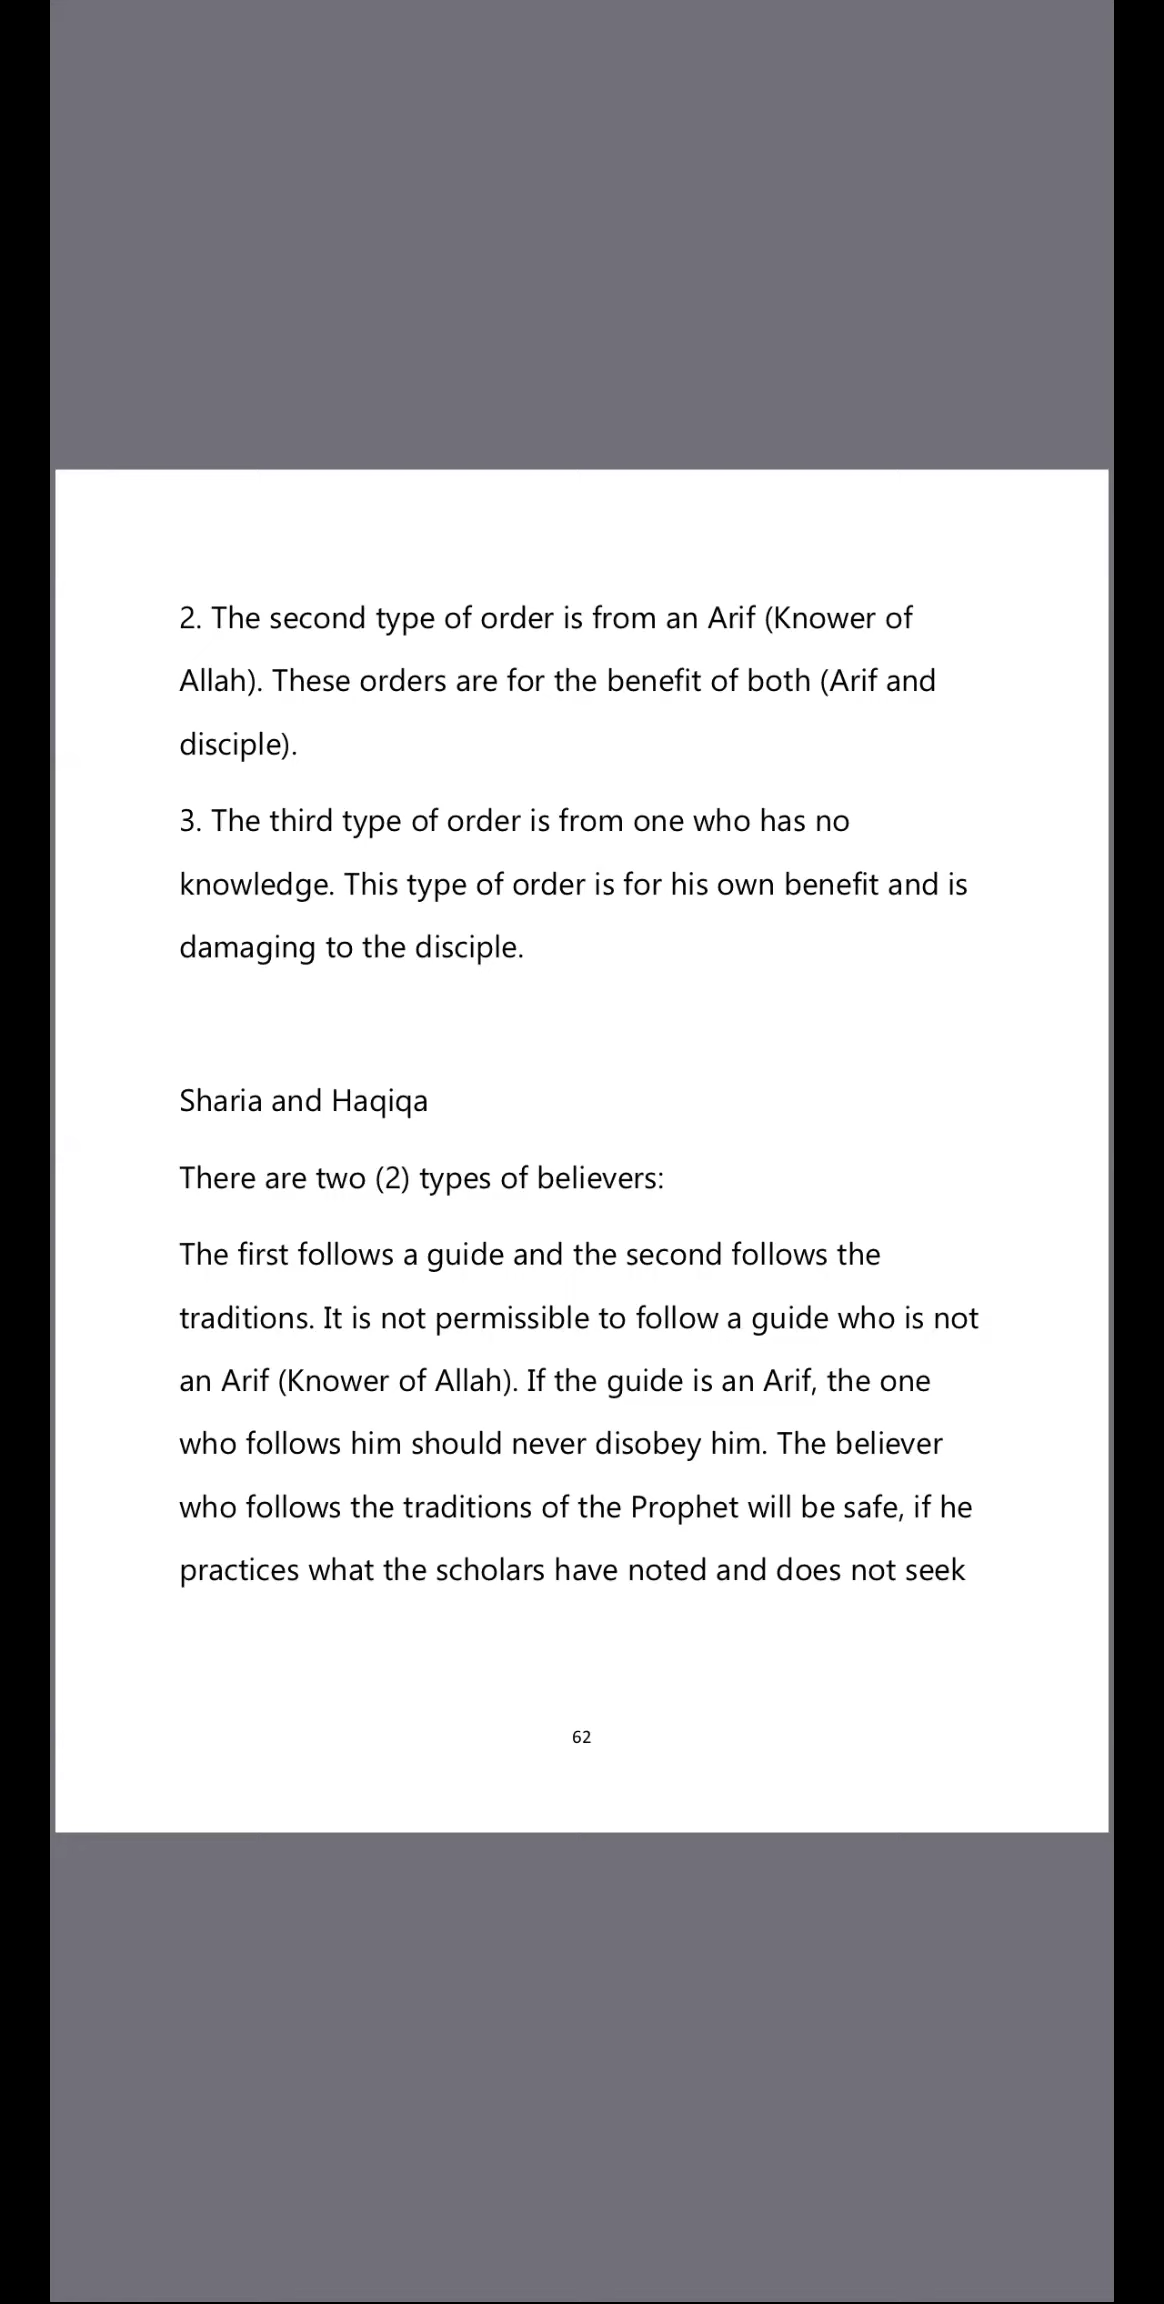 2. The second type of order is from an Arif (Knower of
Allah). These orders are for the benefit of both (Arif and
disciple).
3. The third type of order is from one who has no
knowledge. This type of order is for his own benefit and is
damaging to the disciple.
Sharia and Haqiqa
There are two (2) types of believers:
The first follows a guide and the second follows the
traditions. It is not permissible to follow a guide who is not
an Arif (Knower of Allah). If the guide is an Arif, the one
who follows him should never disobey him. The believer
who follows the traditions of the Prophet will be safe, if he
practices what the scholars have noted and does not seek
62